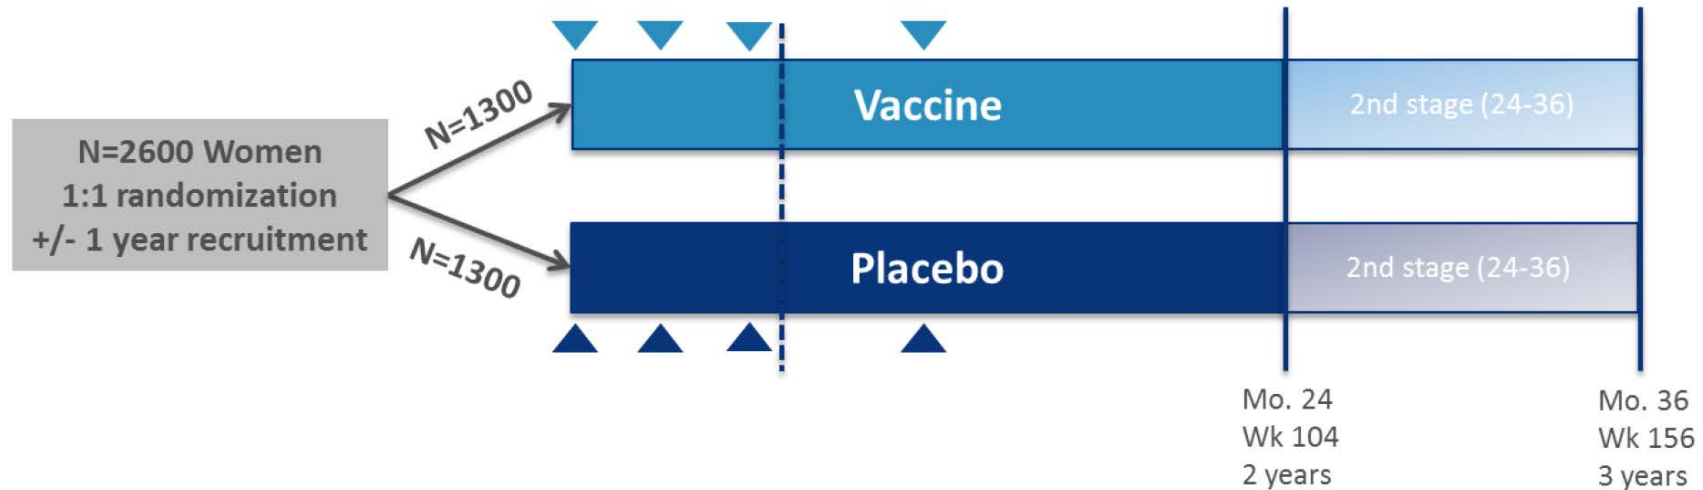 N=2600 Women
1:1 randomization
+/- 1 year recruitment
N=1300
N=1300
Vaccine
2nd stage (24-36)
Placebo
2nd stage (24-36)
Mo. 24
Wk 104
2 years
Mo. 36
Wk 156
3 years